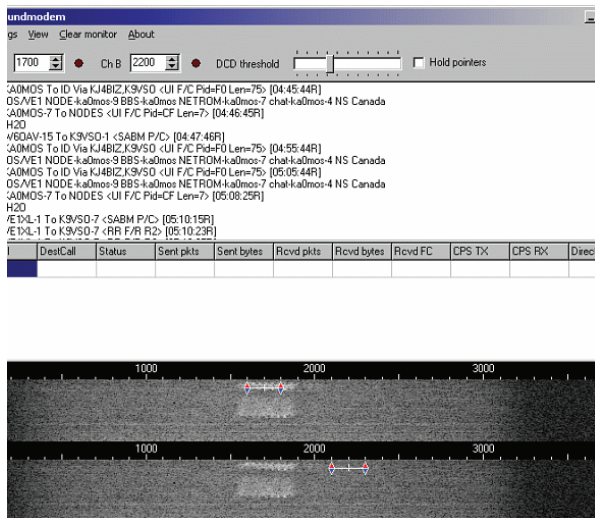 undmodem
gs View Clear monitor About
1700 Ch B 2200 DCD threshold Hold pointers
KA0MOS To ID Via KJ4BIZ,K9VSO <UI F/C Pid=F0 Len=75> [04:45:44R]
OS/VE1 NODE-ka0mos-9 BBS-ka0mos NETROM-ka0mos-7 chat-ka0mos-4 NS Canada
KA0MOS-7 To NODES <UI F/C Pid=CF Len=7> [04:46:45R]
H2O
V6OAV-15 To K9VSO-1 <SABM P/C> [04:47:46R]
KA0MOS To ID Via KJ4BIZ,K9VSO <UI F/C Pid=F0 Len=75> [04:55:44R]
OS/VE1 NODE-ka0mos-9 BBS-ka0mos NETROM-ka0mos-7 chat-ka0mos-4 NS Canada
KA0MOS To ID Via KJ4BIZ,K9VSO <UI F/C Pid=F0 Len=75> [05:05:44R]
OS/VE1 NODE-ka0mos-9 BBS-ka0mos NETROM-ka0mos-7 chat-ka0mos-4 NS Canada
KA0MOS-7 To NODES <UI F/C Pid=CF Len=7> [05:08:25R]
H2O
VE1XL-1 To K9VSO-7 <SABM P/C> [05:10:15R]
VE1XL-1 To K9VSO-7 <RR F/R R2> [05:10:23R]
DestCall Status Sent pkts Sent bytes Rcvd pkts Rcvd bytes Rcvd FC CPS TX CPS RX Direc
1000 2000 3000
1000 2000 3000